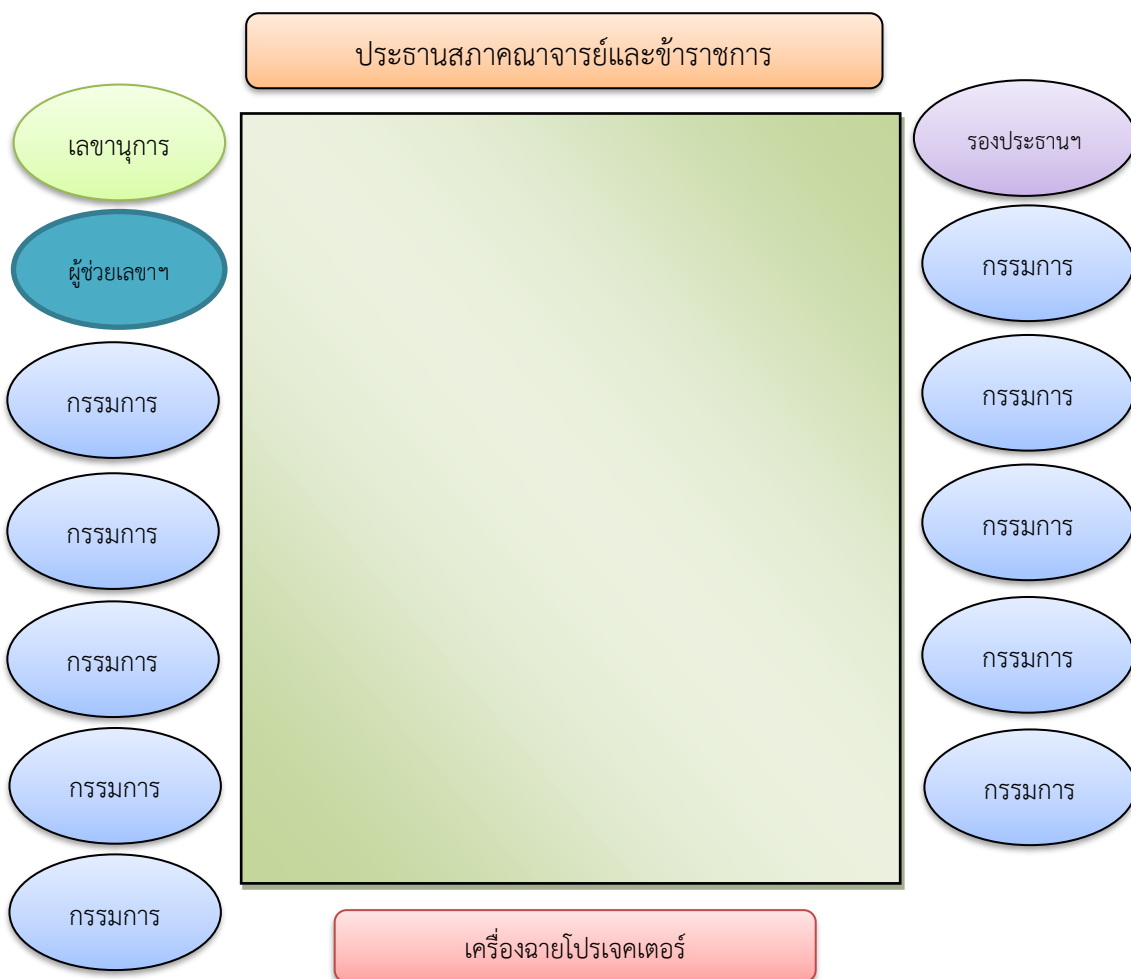 ประธานสภาคณาจารย์และข้าราชการ
เลขานุการ
รองประธานฯ
ผู้ช่วยเลขาฯ
กรรมการ
กรรมการ
กรรมการ
กรรมการ
กรรมการ
กรรมการ
กรรมการ
กรรมการ
กรรมการ
กรรมการ
เครื่องฉายโปรเจคเตอร์